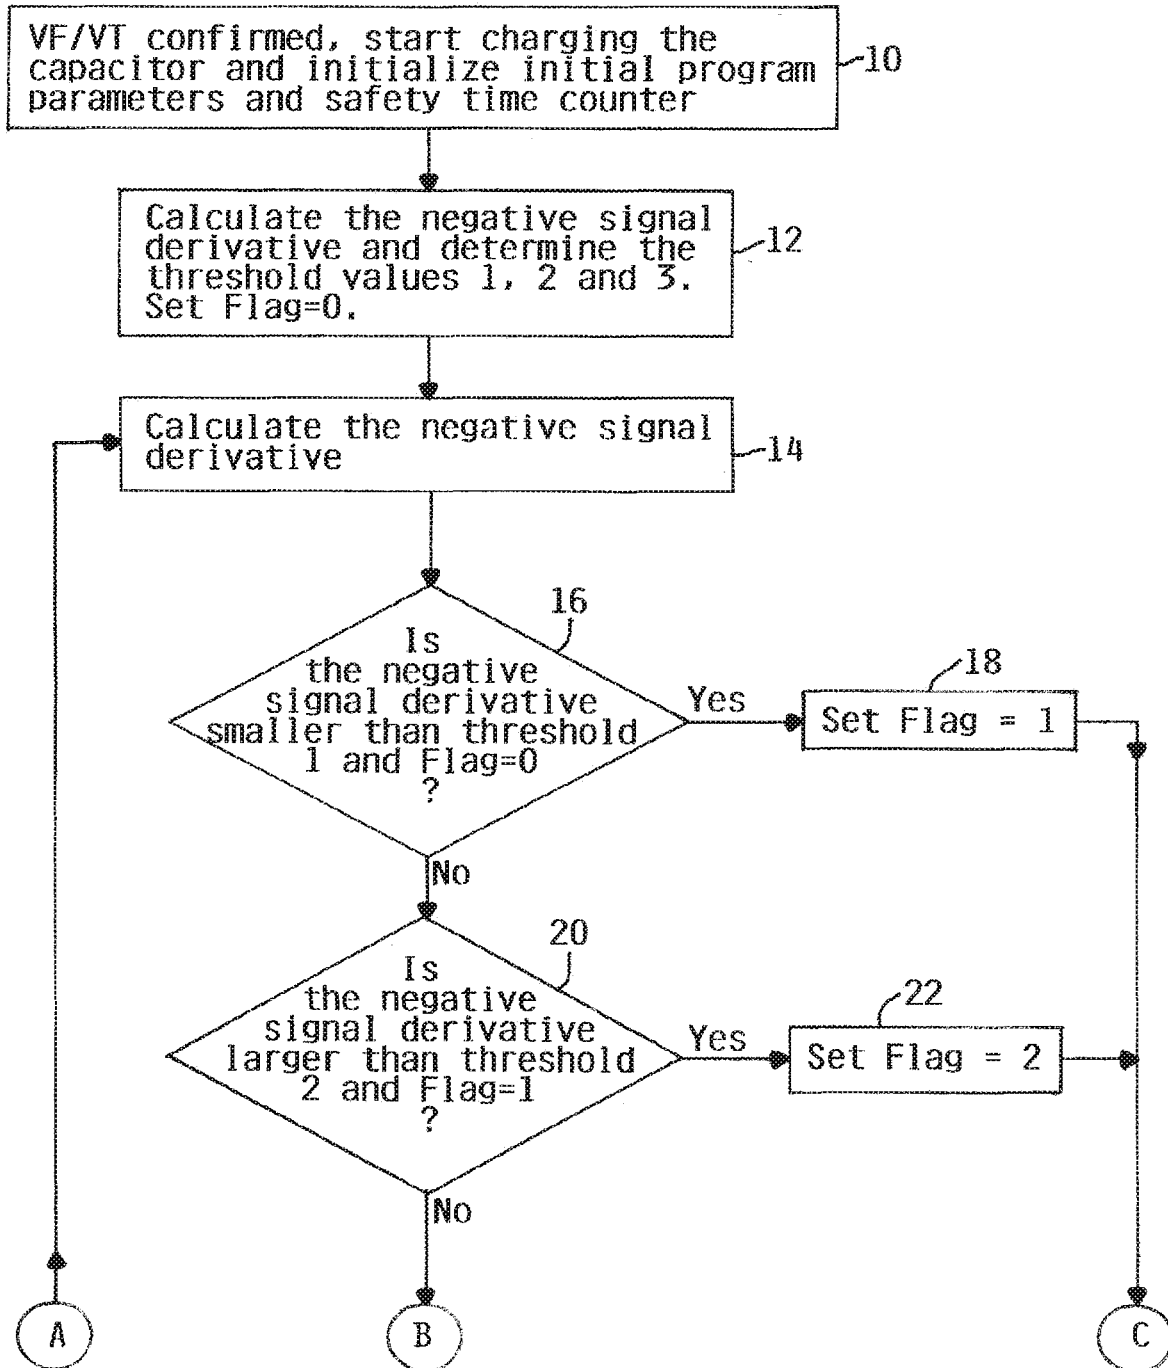 VF/VT confirmed, start charging the
capacitor and initialize initial program
parameters and safety time counter
10
Calculate the negative signal
derivative and determine the
threshold values 1, 2 and 3.
Set Flag=0.
12
Calculate the negative signal
derivative
14
16
Is
the negative
signal derivative
smaller than threshold
1 and Flag=0
?
Yes
18
Set Flag = 1
No
20
Is
the negative
signal derivative
larger than threshold
2 and Flag=1
?
Yes
22
Set Flag = 2
No
A
B
C